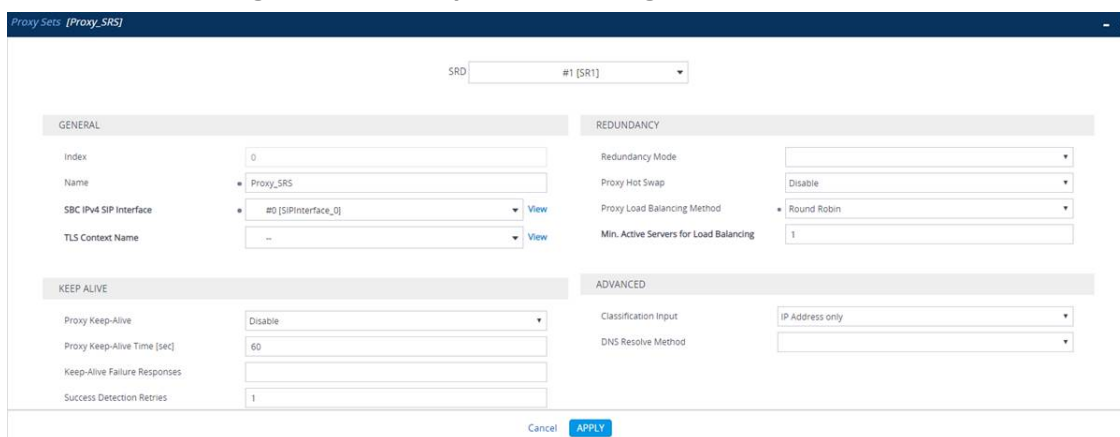 Proxy Sets [Proxy_SRS]
–
SRD #1 [SR1]
GENERAL
Index 0
Name Proxy_SRS
SBC IPv4 SIP Interface #0 [SIPInterface_0] View
TLS Context Name -- View
KEEP ALIVE
Proxy Keep-Alive Disable
Proxy Keep-Alive Time [sec] 60
Keep-Alive Failure Responses
Success Detection Retries 1
REDUNDANCY
Redundancy Mode
Proxy Hot Swap Disable
Proxy Load Balancing Method Round Robin
Min. Active Servers for Load Balancing 1
ADVANCED
Classification Input IP Address only
DNS Resolve Method
Cancel APPLY